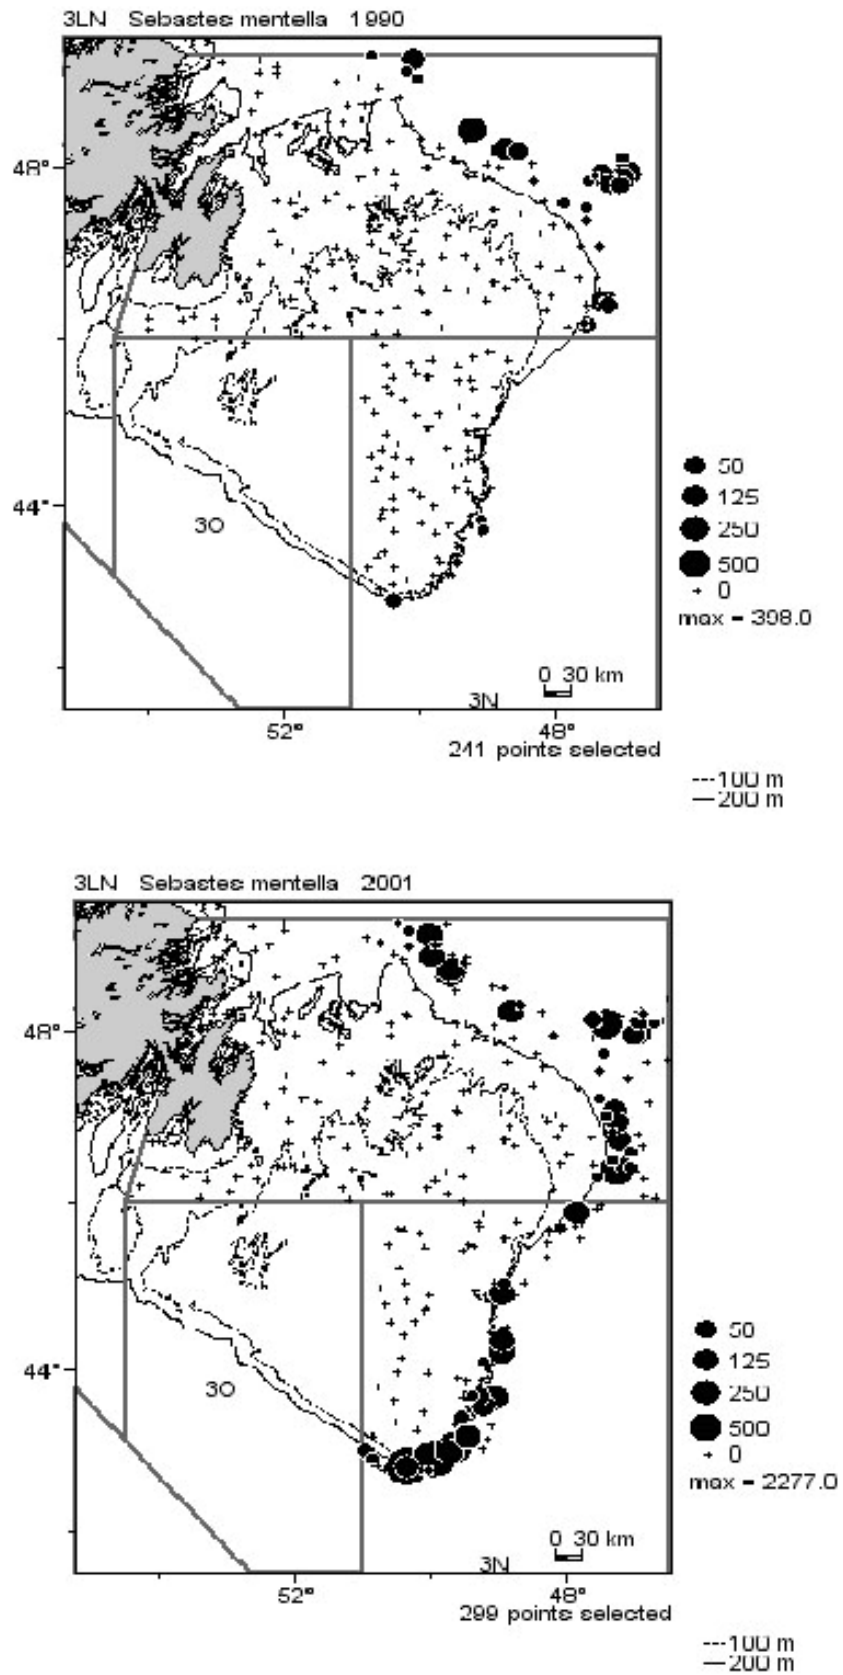 3LN Sebastes mentella 1990
48°
44°
3O
50
125
250
500
0
max = 398.0
0 30 km
3N
52° 48°
241 points selected
100 m
200 m
3LN Sebastes mentella 2001
48°
44°
3O
50
125
250
500
0
max = 2277.0
0 30 km
3N
52° 48°
299 points selected
100 m
200 m